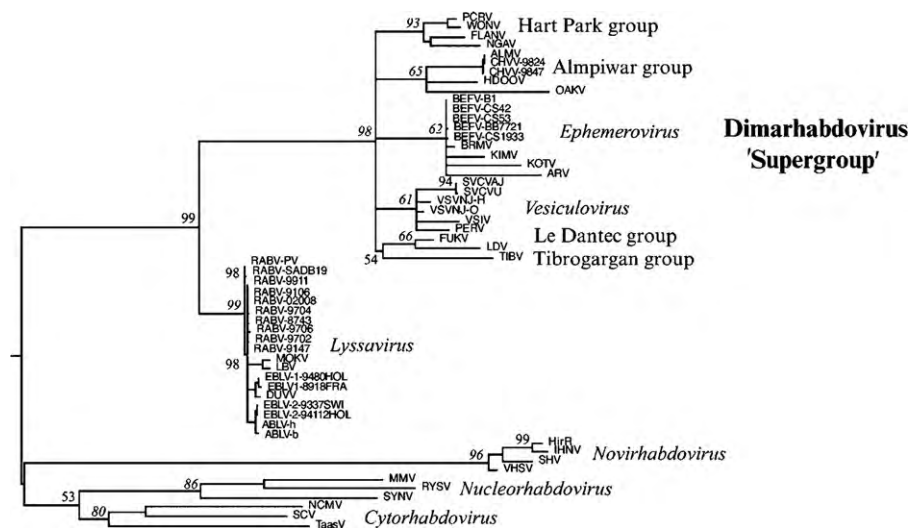 PCRV
93
WONV
Hart Park group
FLANV
NGAV
ALMV
CHVV-9824
65
CHVV-9847
Almpiwar group
HDOOV
OAKV
BEFV-B1
BEFV-CS42
BEFV-CS53
98
62
BEFV-BB7721
Ephemerovirus
Dimarhabdovirus
BEFV-CS1933
BRMV
'Supergroup'
KIMV
KOTV
ARV
94
SVCVAJ
SVCVU
61
VSVNJ-H
VSVNJ-O
Vesiculovirus
99
VSIV
PERV
66
FUKV
Le Dantec group
LDV
54
TIBV
Tibrogargan group
RABV-PV
98
RABV-SADB19
RABV-9911
RABV-9106
99
RABV-02008
RABV-9704
RABV-8743
RABV-9706
RABV-9702
RABV-9147
Lyssavirus
98
MOKV
LBV
EBLV-1-9480HOL
EBLV1-8918FRA
DUVV
EBLV-2-9337SWI
EBLV-2-94112HOL
ABLV-h
ABLV-b
99
HirR
IHNV
96
SHV
Novirhabdovirus
VHSV
86
MMV
RYSV
Nucleorhabdovirus
53
SYNV
NCMV
80
SCV
Cytorhabdovirus
TaasV